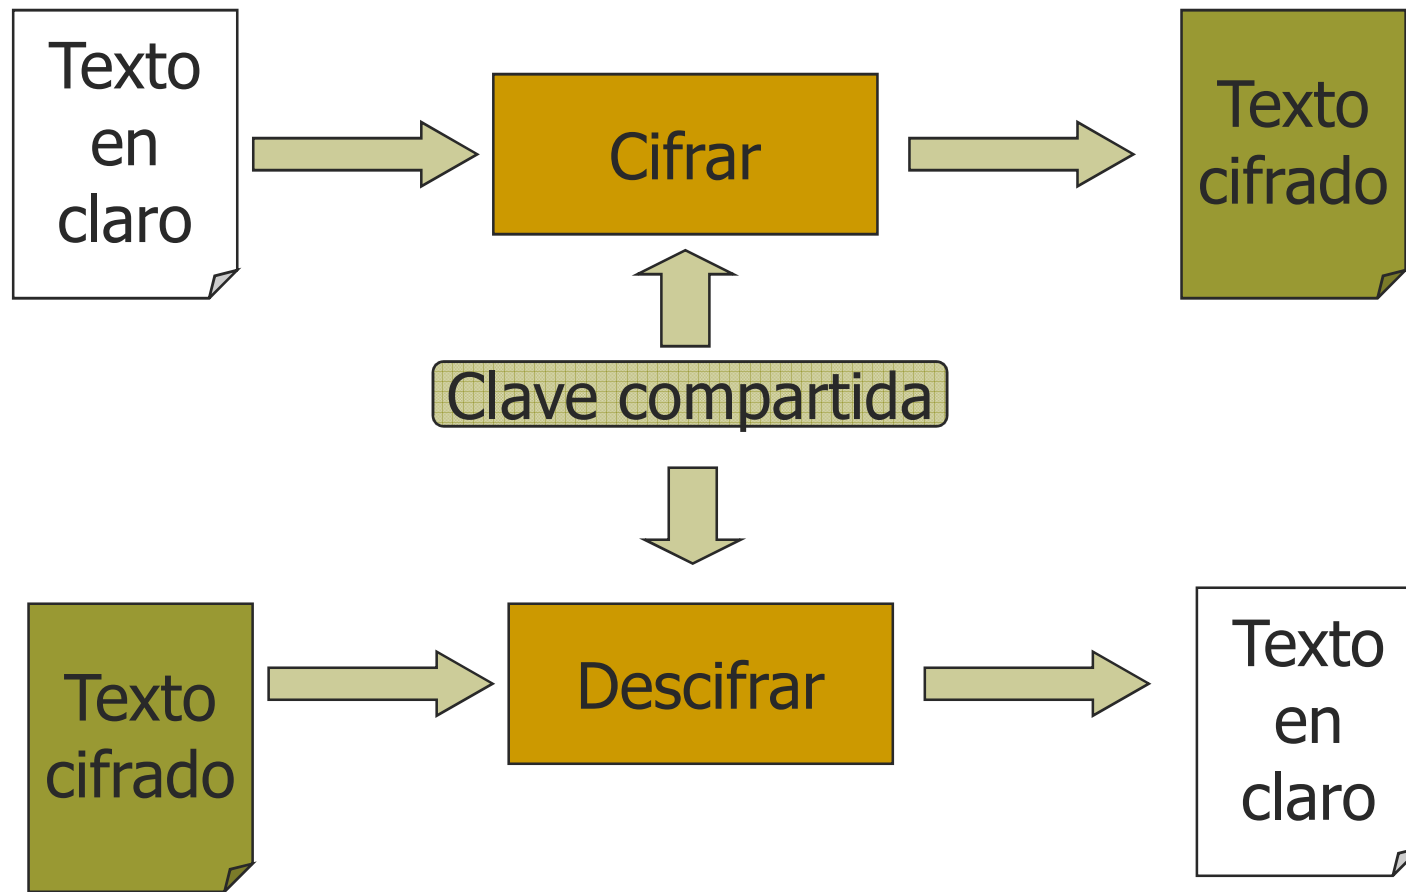 Texto
en
claro
Cifrar
Texto
cifrado
Clave compartida
Texto
cifrado
Descifrar
Texto
en
claro